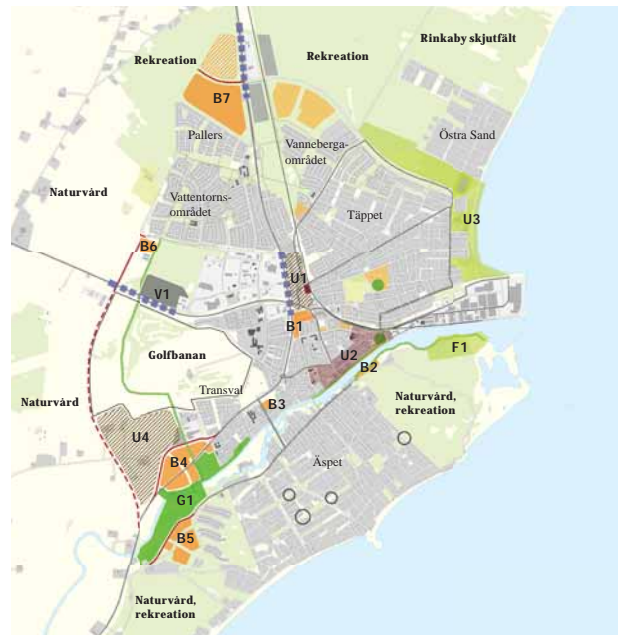 Rinkaby skjutfält
Rekreation
Rekreation
B7
Pallers
Vanneberga-
området
Östra Sand
Naturvård
Vattentorns-
området
Täppet
U3
B6
U1
V1
B1
Golfbanan
U2
B2
F1
Naturvård
Transval
B3
Naturvård,
rekreation
U4
B4
Äspet
G1
B5
Naturvård,
rekreation